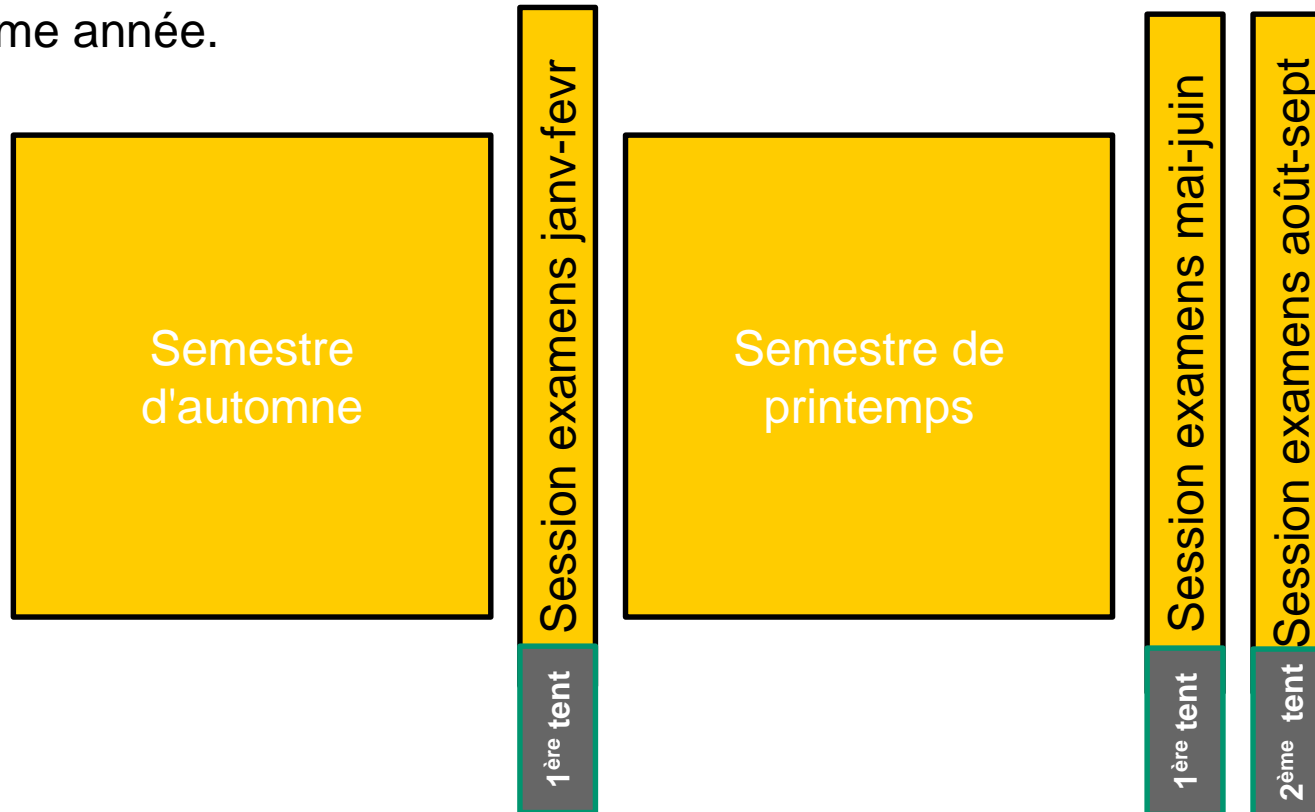 me année.
Semestre
d'automne
Session examens janv-fevr
1ère tent
Semestre de
printemps
Session examens mai-juin
1ère tent
Session examens août-sept
2ème tent